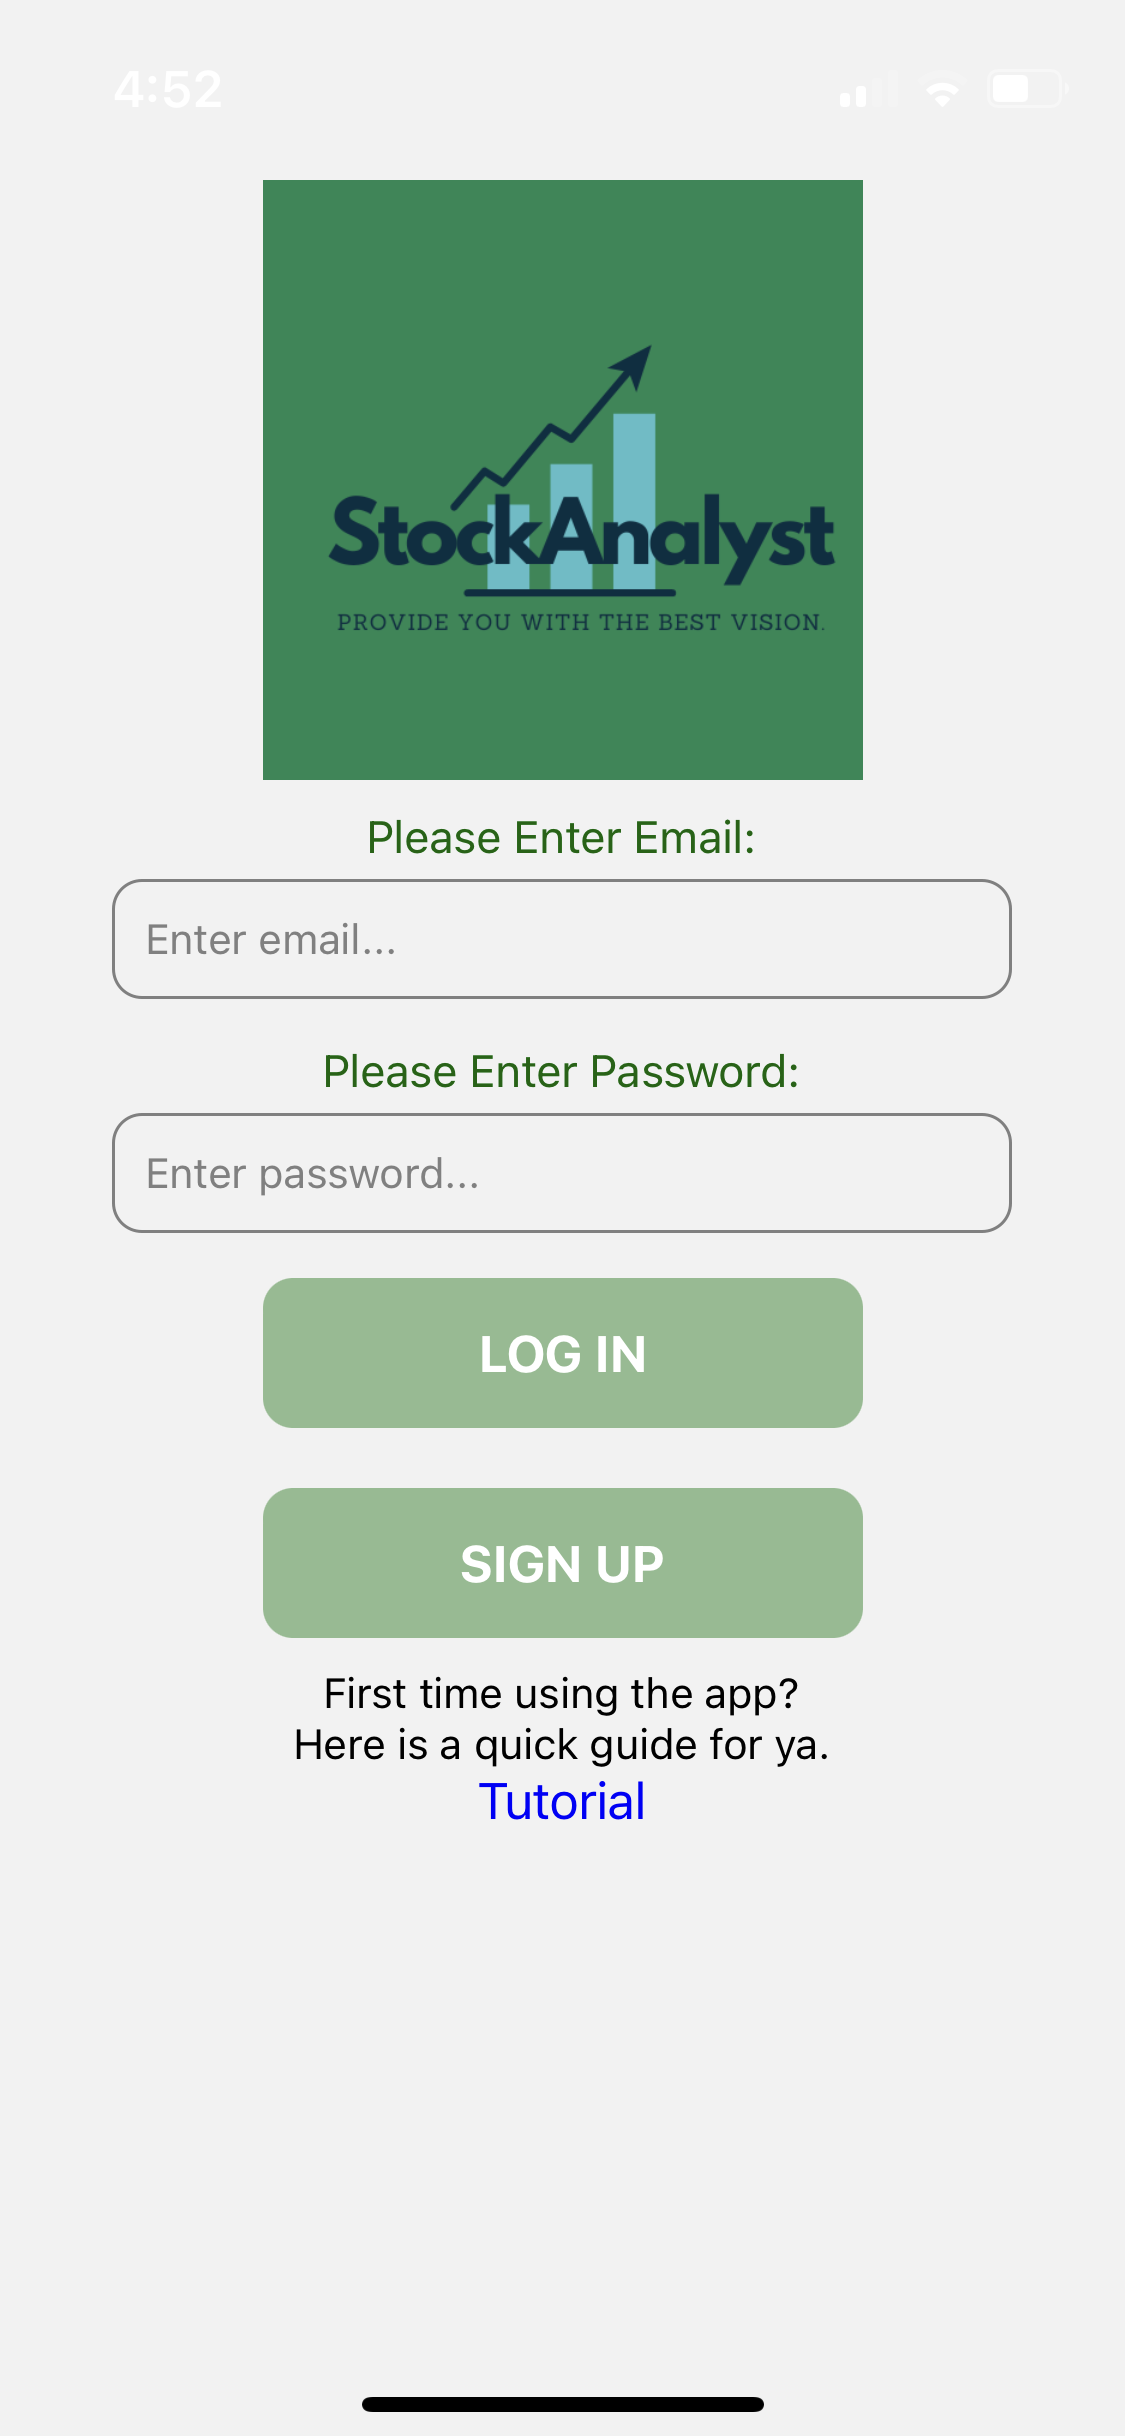 4:52
StockAnalyst
PROVIDE YOU WITH THE BEST VISION.
Please Enter Email:
Enter email...
Please Enter Password:
Enter password...
LOG IN
SIGN UP
First time using the app?
Here is a quick guide for ya.
Tutorial